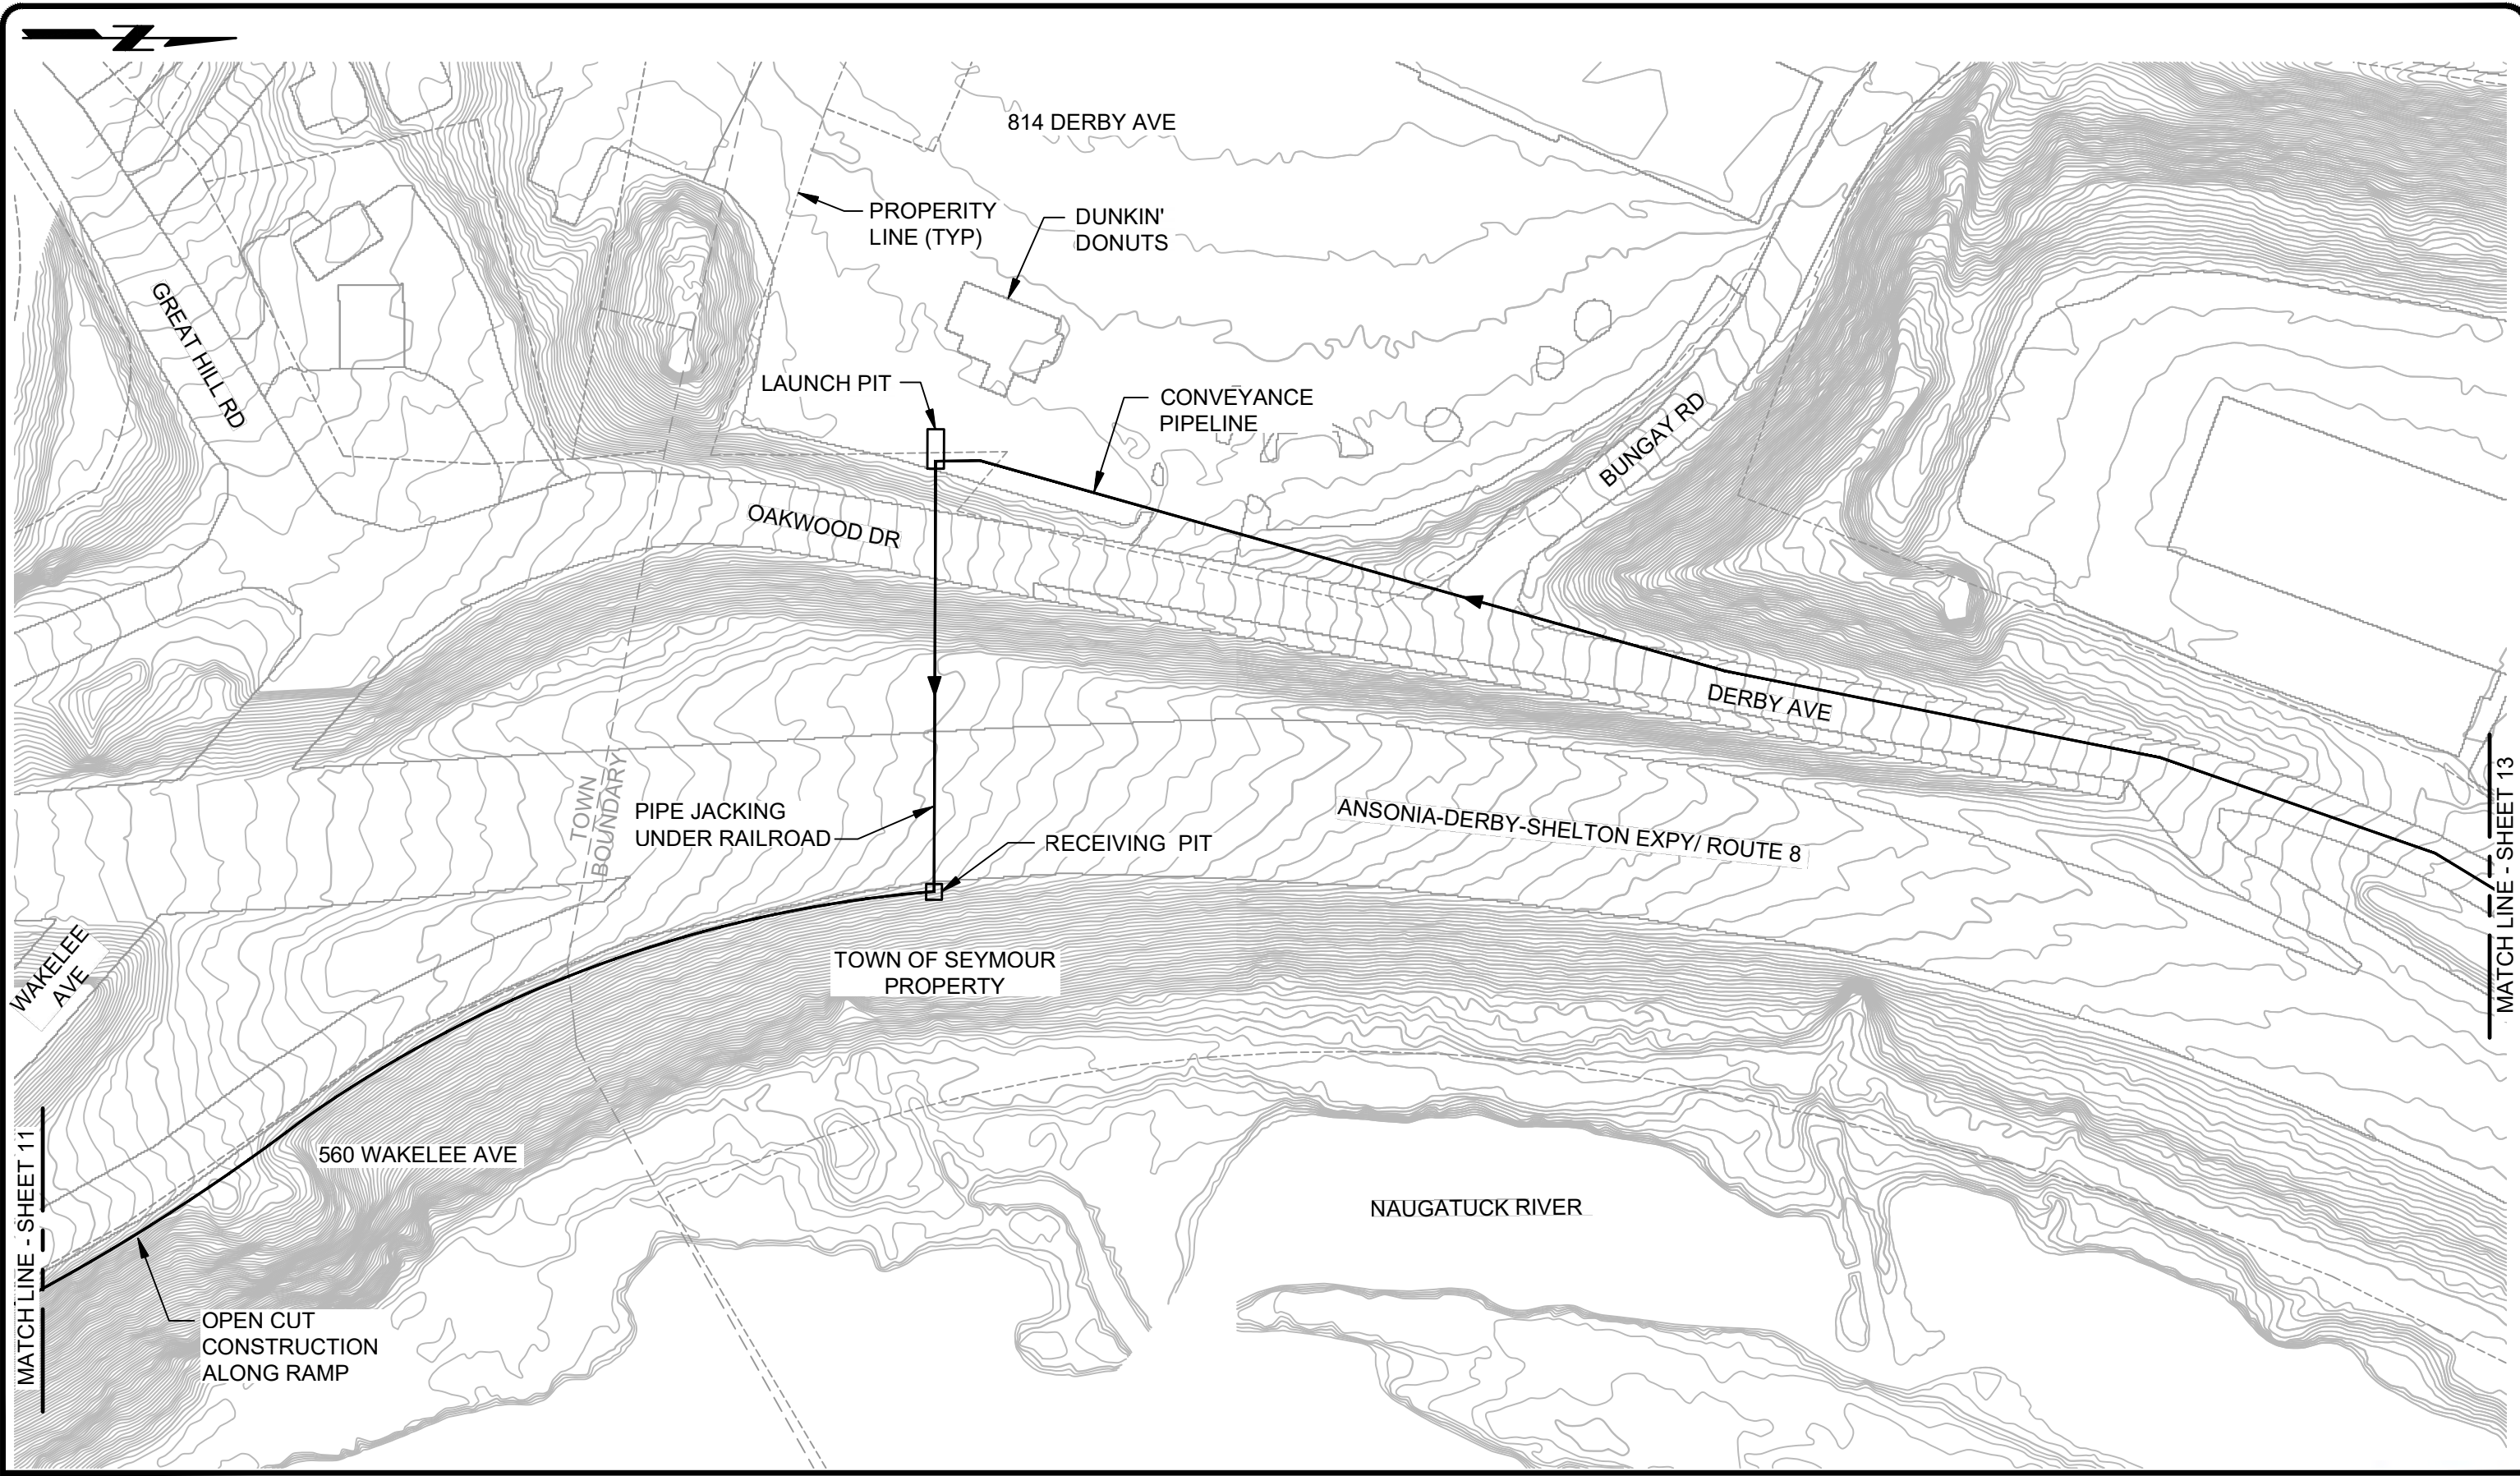 Z
814 DERBY AVE
PROPERITY
LINE (TYP)
DUNKIN'
DONUTS
GREAT HILL RD
LAUNCH PIT
CONVEYANCE
PIPELINE
BUNGAY RD
OAKWOOD DR
DERBY AVE
TOWN
BOUNDARY
PIPE JACKING
UNDER RAILROAD
RECEIVING PIT
ANSONIA-DERBY-SHELTON EXPY/ ROUTE 8
MATCH LINE - SHEET 13
WAKELEE
AVE
TOWN OF SEYMOUR
PROPERTY
560 WAKELEE AVE
NAUGATUCK RIVER
MATCH LINE - SHEET 11
OPEN CUT
CONSTRUCTION
ALONG RAMP